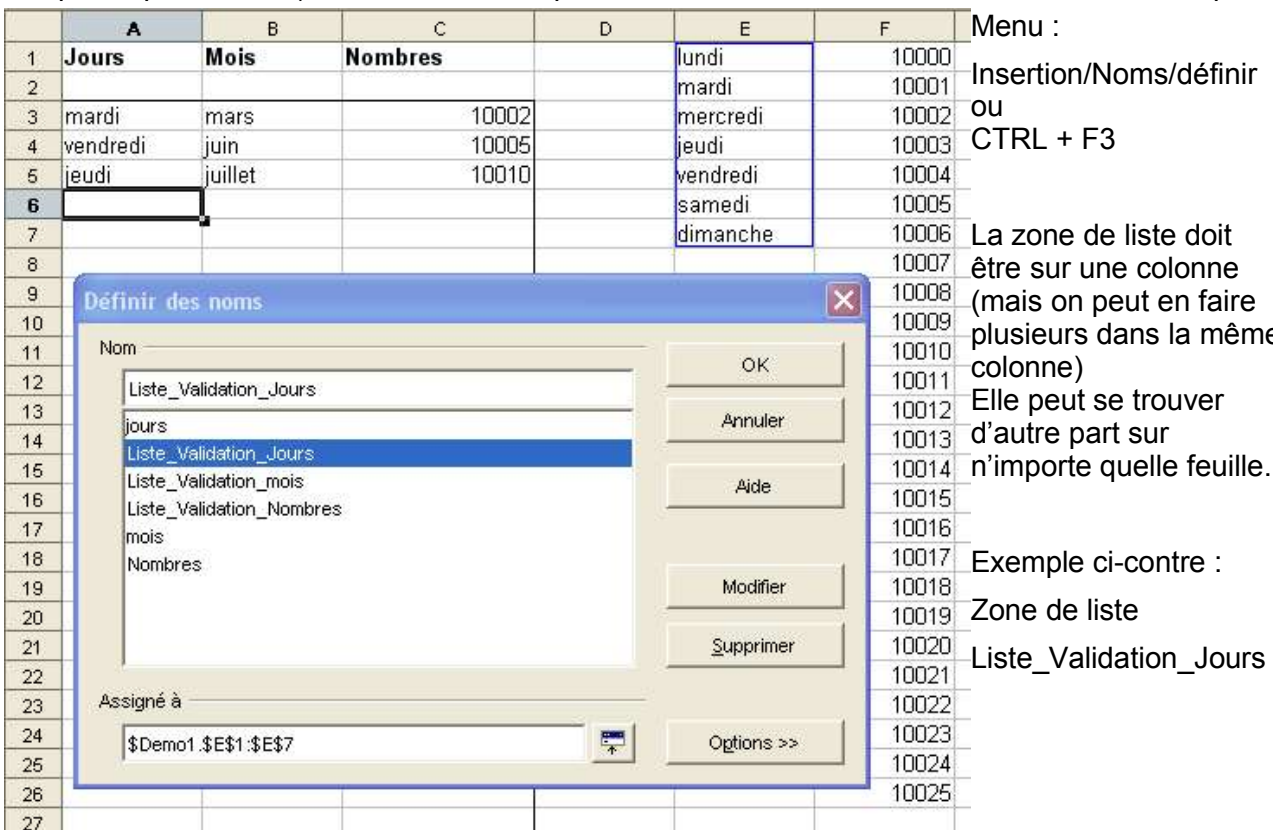 A B C D E F
1 Jours Mois Nombres lundi 10000
2 mardi 10001
3 mardi mars 10002 mercredi 10002
4 vendredi juin 10005 jeudi 10003
5 jeudi juillet 10010 vendredi 10004
6 samedi 10005
7 dimanche 10006
8 10007
9 10008
10 10009
11 10010
12 10011
13 10012
14 10013
15 10014
16 10015
17 10016
18 10017
19 10018
20 10019
21 10020
22 10021
23 10022
24 10023
25 10024
26 10025
27
Définir des noms
Nom
Liste_Validation_Jours
jours
Liste_Validation_Jours
Liste_Validation_mois
Liste_Validation_Nombres
mois
Nombres
Assigné à
$Demo1.$E$1:$E$7
OK
Annuler
Aide
Modifier
Supprimer
Options >>
Menu :
Insertion/Noms/définir
ou
CTRL + F3
La zone de liste doit
être sur une colonne
(mais on peut en faire
plusieurs dans la même
colonne)
Elle peut se trouver
d’autre part sur
n’importe quelle feuille.
Exemple ci-contre :
Zone de liste
Liste_Validation_Jours